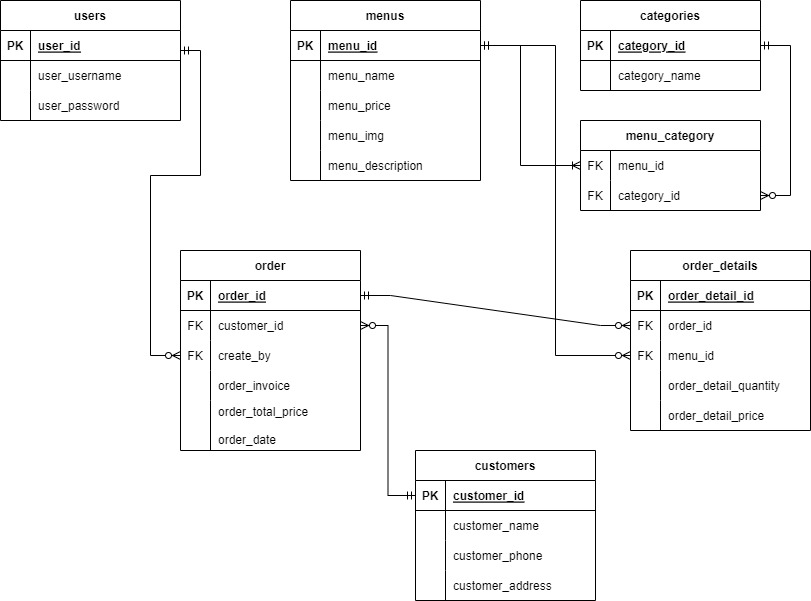 users
PK user_id
user_username
user_password
menus
PK menu_id
menu_name
menu_price
menu_img
menu_description
categories
PK category_id
category_name
menu_category
FK menu_id
FK category_id
order
PK order_id
FK customer_id
FK create_by
order_invoice
order_total_price
order_date
order_details
PK order_detail_id
FK order_id
FK menu_id
order_detail_quantity
order_detail_price
customers
PK customer_id
customer_name
customer_phone
customer_address